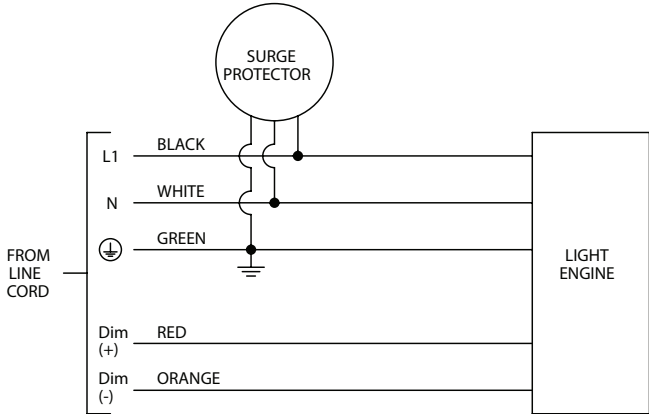 SURGE
PROTECTOR
L1 BLACK
N WHITE
GREEN
FROM
LINE
CORD
LIGHT
ENGINE
Dim
(+)
RED
Dim
(-)
ORANGE